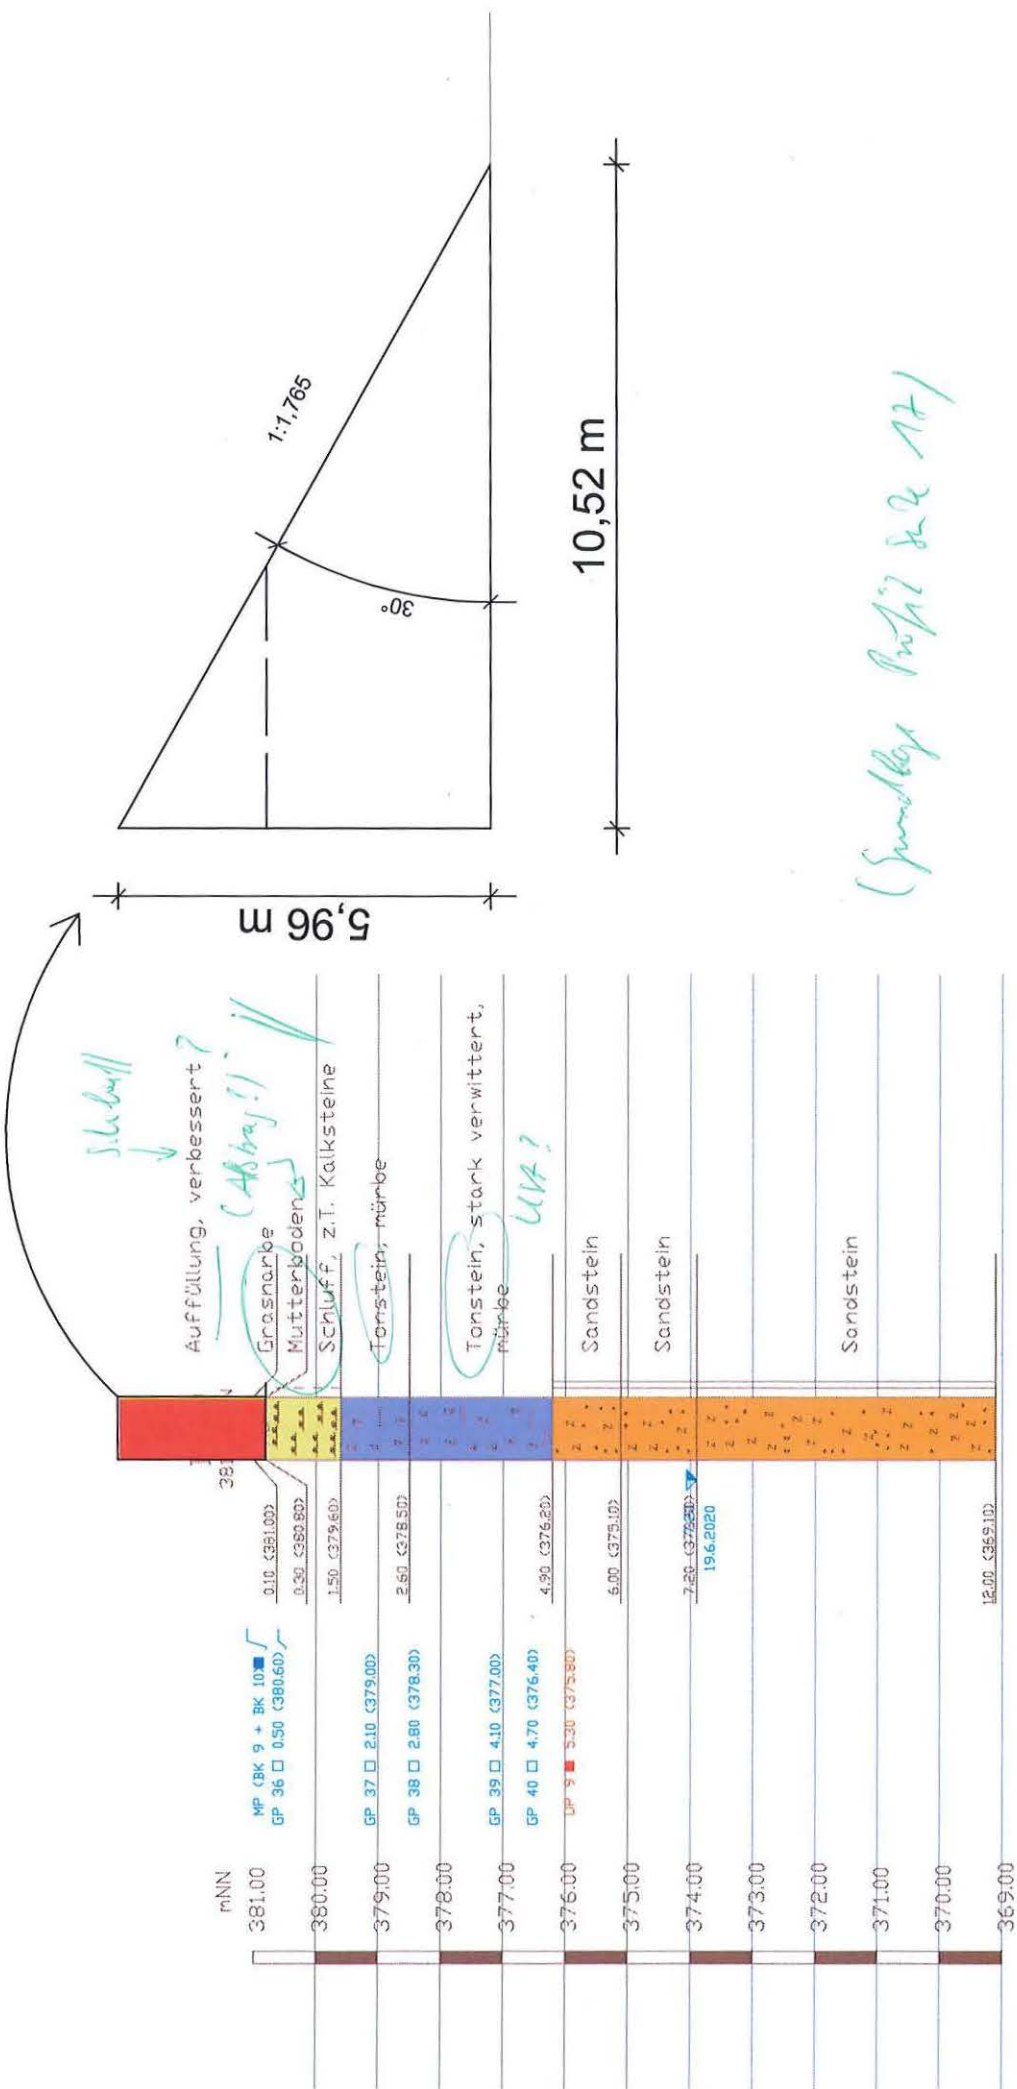 mNN
381.00
380.00
379.00
378.00
377.00
376.00
375.00
374.00
373.00
372.00
371.00
370.00
369.00
MP (BK 9 + BK 10)
GP 36 0.50 (380.60)
GP 37 2.10 (379.00)
GP 38 2.80 (378.30)
GP 39 4.10 (377.00)
GP 40 4.70 (376.40)
DP 9 5.30 (375.80)
0.10 (381.00)
0.30 (380.80)
1.50 (379.60)
2.60 (378.50)
4.90 (376.20)
6.00 (375.10)
7.20
19.6.2020
12.00 (369.10)
381
Auffüllung, verbessert ?
(Abtrag!)
Grasnarbe
Mutterboden
Schluff, z.T. Kalksteine
Tonstein, mürbe
Tonstein, stark verwittert,
mürbe
Sandstein
Sandstein
Sandstein
5,96 m
1:1,765
30°
10,52 m
Profil